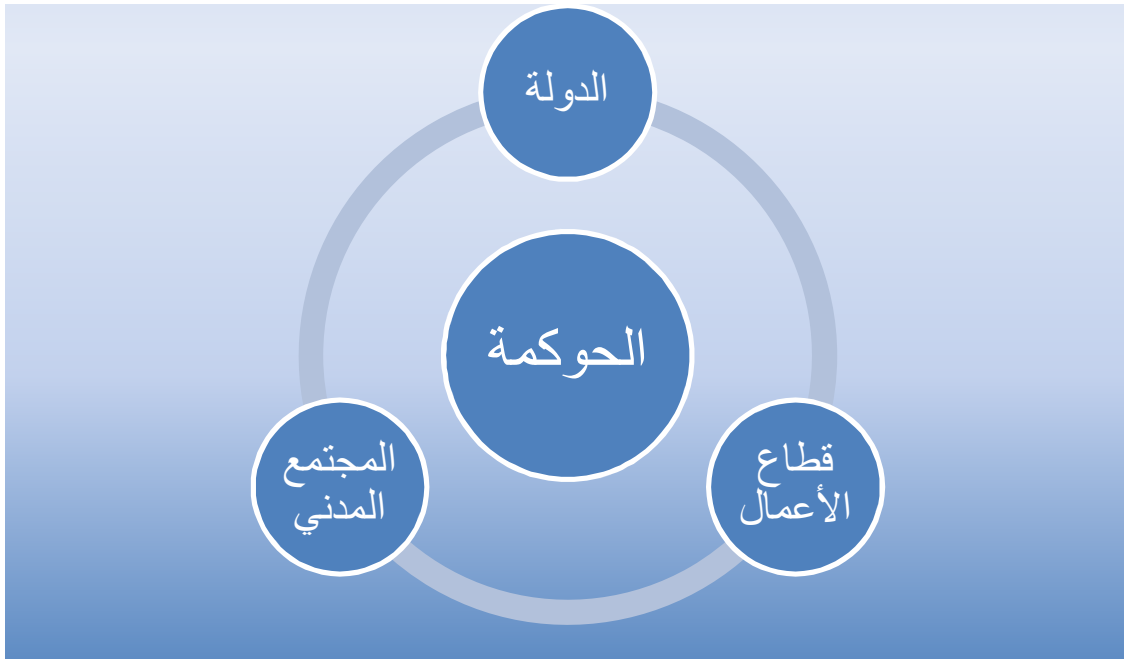 الدولة
الحوكمة
قطاع
الأعمال
المجتمع
المدني